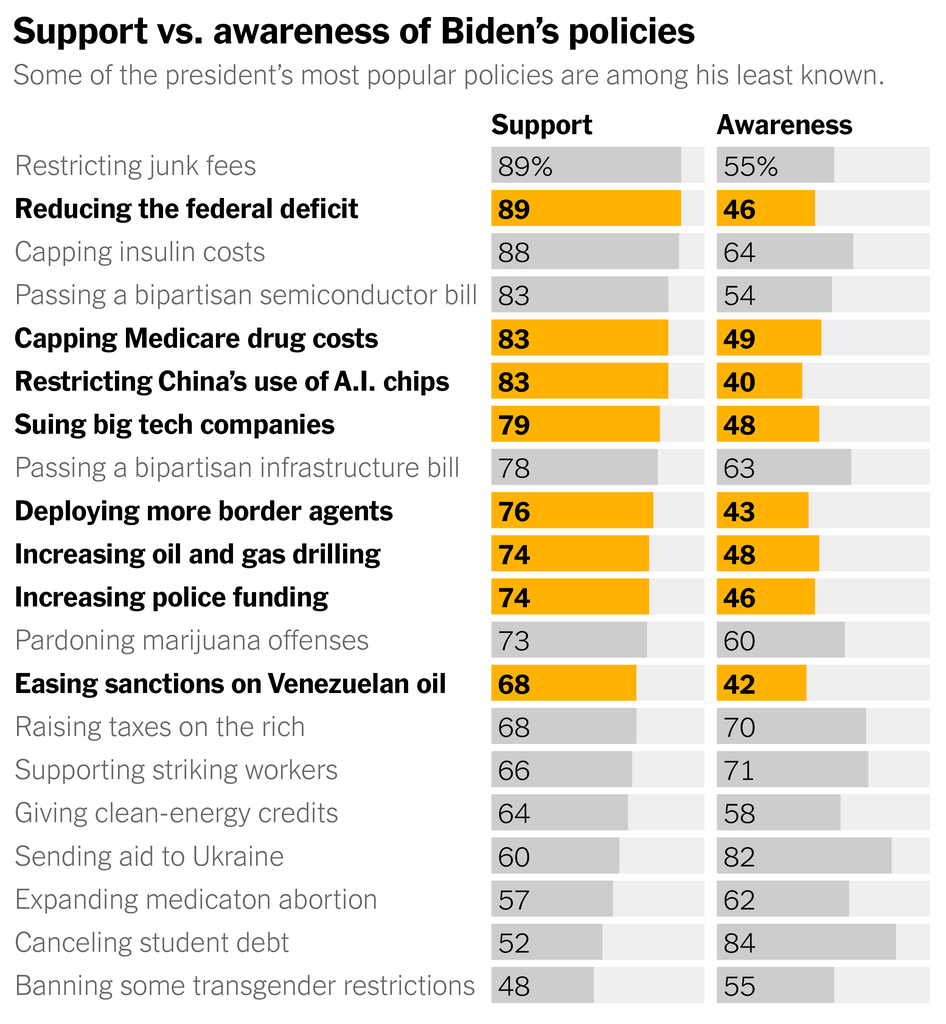 Support vs. awareness of Biden’s policies
Some of the president’s most popular policies are among his least known.
Support Awareness
Restricting junk fees 89% 55%
Reducing the federal deficit 89 46
Capping insulin costs 88 64
Passing a bipartisan semiconductor bill 83 54
Capping Medicare drug costs 83 49
Restricting China’s use of A.I. chips 83 40
Suing big tech companies 79 48
Passing a bipartisan infrastructure bill 78 63
Deploying more border agents 76 43
Increasing oil and gas drilling 74 48
Increasing police funding 74 46
Pardoning marijuana offenses 73 60
Easing sanctions on Venezuelan oil 68 42
Raising taxes on the rich 68 70
Supporting striking workers 66 71
Giving clean-energy credits 64 58
Sending aid to Ukraine 60 82
Expanding medicaton abortion 57 62
Canceling student debt 52 84
Banning some transgender restrictions 48 55